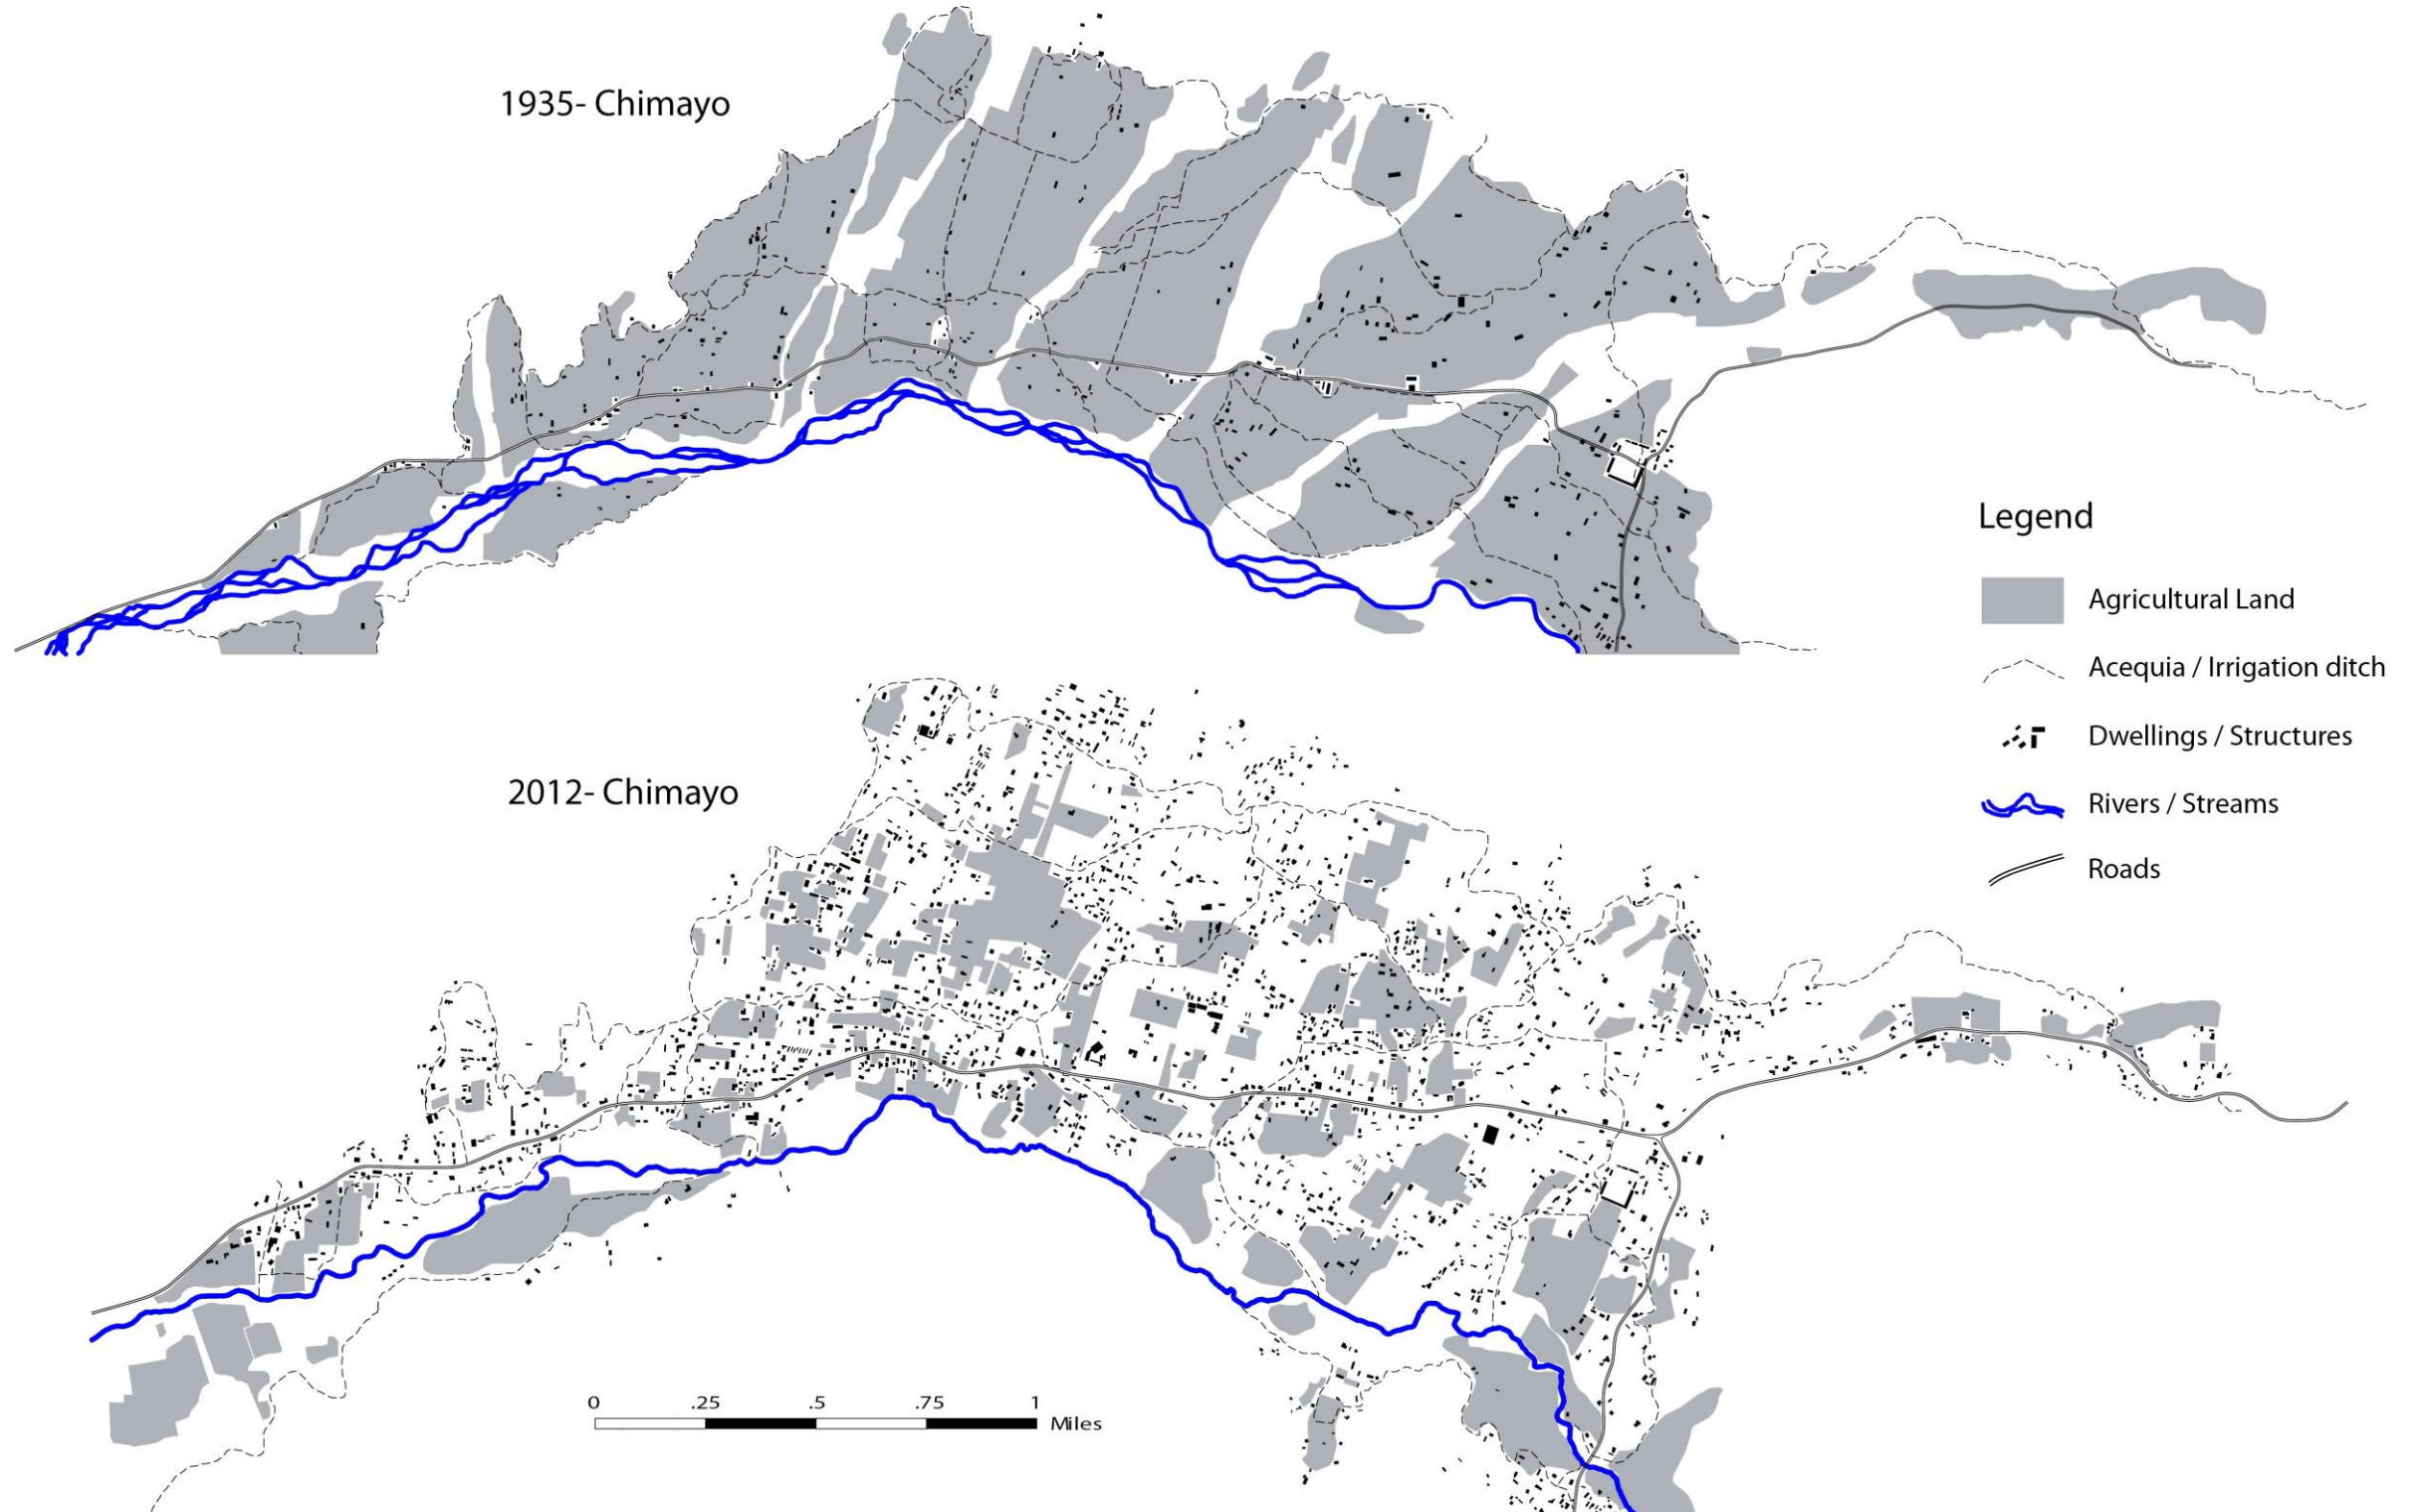 1935- Chimayo
Legend
Agricultural Land
Acequia / Irrigation ditch
Dwellings / Structures
Rivers / Streams
Roads
2012- Chimayo
0 .25 .5 .75 1
Miles